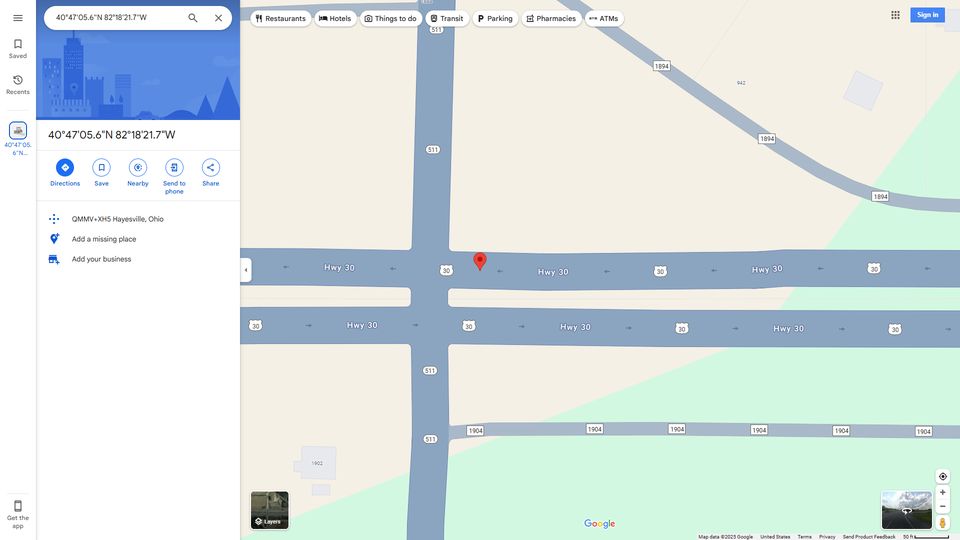 40°47'05.6"N 82°18'21.7"W
Restaurants
Hotels
Things to do
Transit
Parking
Pharmacies
ATMs
Sign in
Saved
Recents
40°47'05.
6"N...
40°47'05.6"N 82°18'21.7"W
Directions
Save
Nearby
Send to
phone
Share
QMMV+XH5 Hayesville, Ohio
Add a missing place
Add your business
Get the
app
511
1894
942
1894
511
1894
Hwy 30
30
Hwy 30
30
Hwy 30
30
30
Hwy 30
30
Hwy 30
30
Hwy 30
30
511
1904
1904
1904
1904
1904
1904
511
1902
Layers
Google
Map data ©2025 Google
United States
Terms
Privacy
Send Product Feedback
50 ft